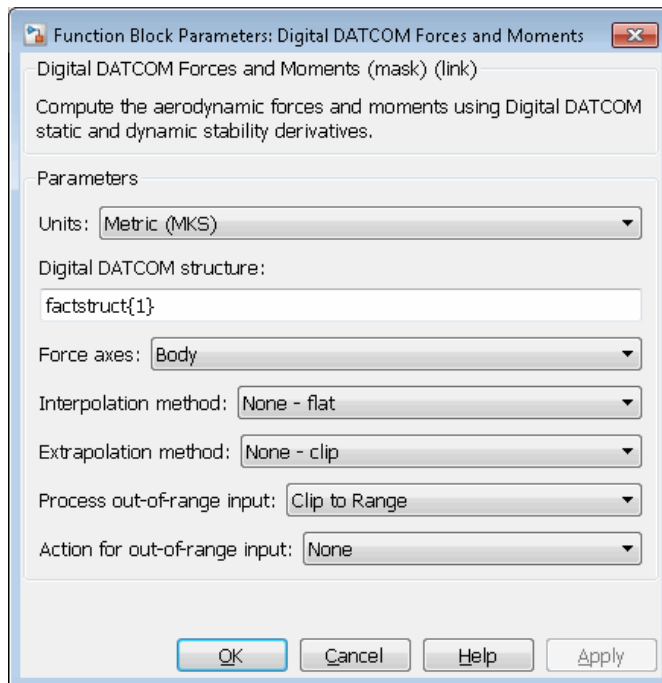 Function Block Parameters: Digital DATCOM Forces and Moments
Digital DATCOM Forces and Moments (mask) (link)
Compute the aerodynamic forces and moments using Digital DATCOM
static and dynamic stability derivatives.
Parameters
Units: Metric (MKS)
Digital DATCOM structure:
factstruct{1}
Force axes: Body
Interpolation method: None - flat
Extrapolation method: None - clip
Process out-of-range input: Clip to Range
Action for out-of-range input: None
OK Cancel Help Apply